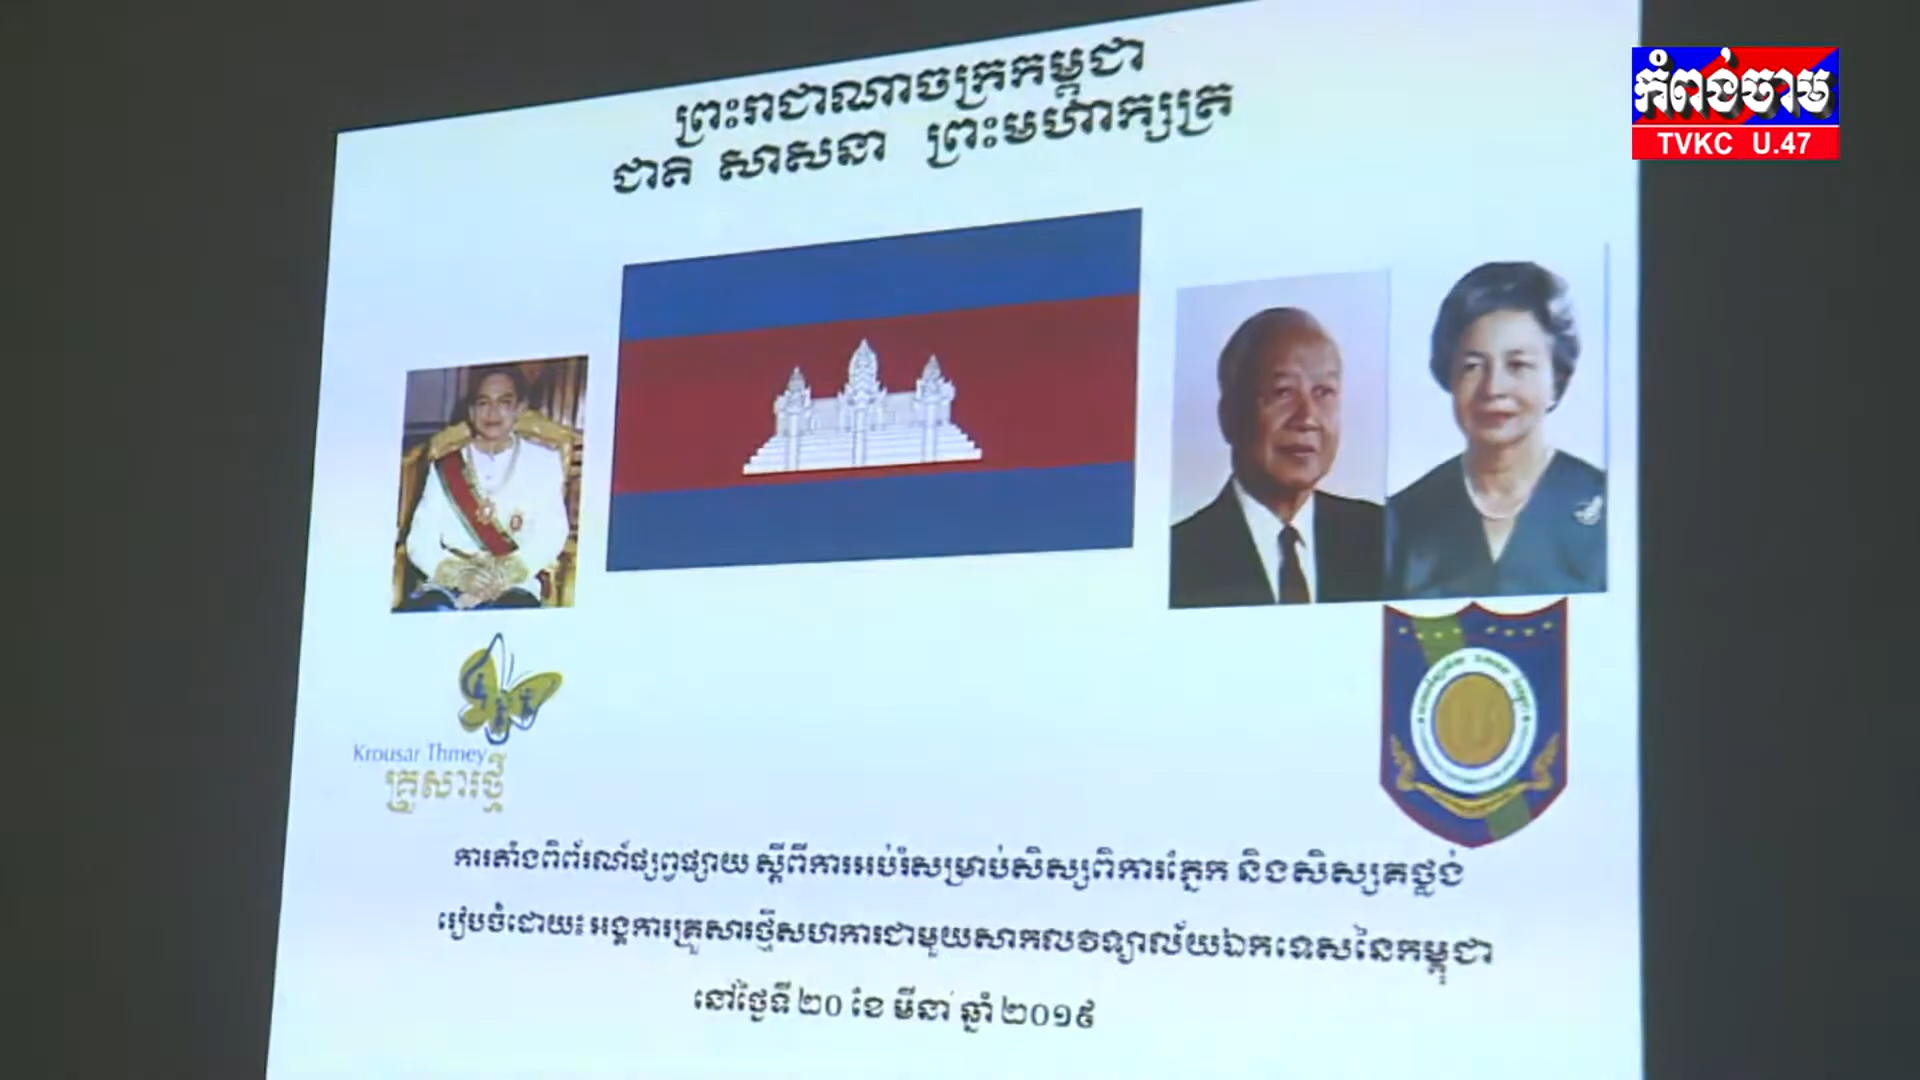 ព្រះរាជាណាចក្រកម្ពុជា
ជាតិ សាសនា ព្រះមហាក្សត្រ
កំពង់ចាម
TVKC U.47
Krousar Thmey
គ្រួសារថ្មី
ការតាំងពិព័រណ៍ផ្សព្វផ្សាយ ស្ដីពីការអប់រំសម្រាប់សិស្សពិការភ្នែក និងសិស្សគថ្លង់
រៀបចំដោយ៖ អង្គការគ្រួសារថ្មីសហការជាមួយសាកលវិទ្យាល័យឯកទេសនៃកម្ពុជា
នៅថ្ងៃទី ២០ ខែ មីនា ឆ្នាំ ២០១៩